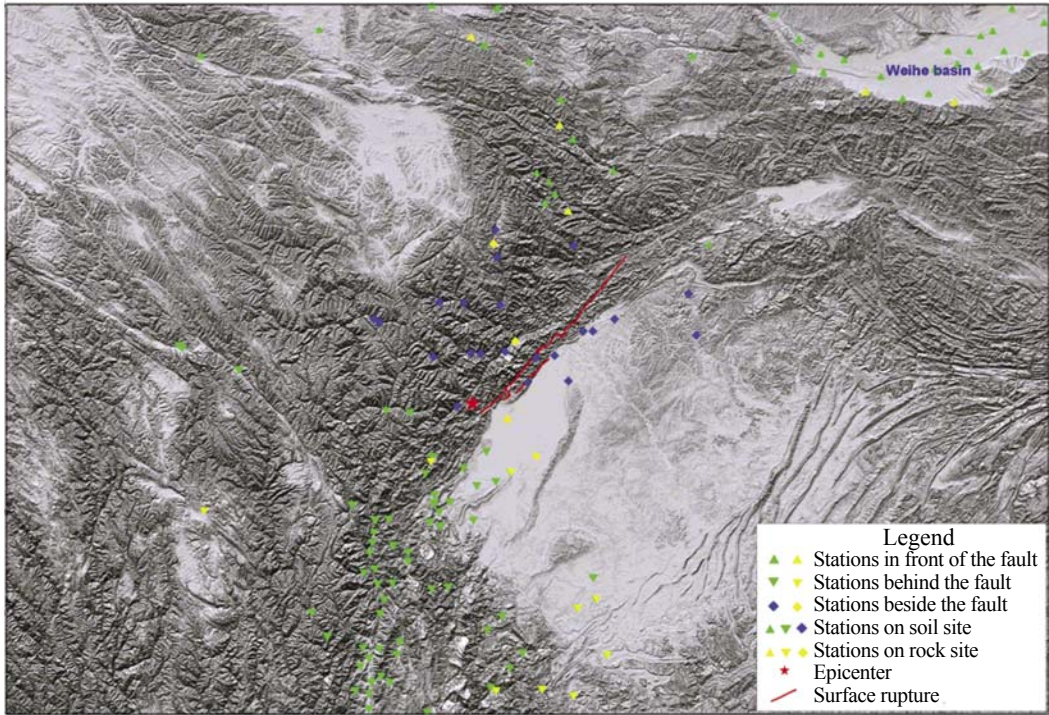 Weihe basin
Legend
Stations in front of the fault
Stations behind the fault
Stations beside the fault
Stations on soil site
Stations on rock site
Epicenter
Surface rupture